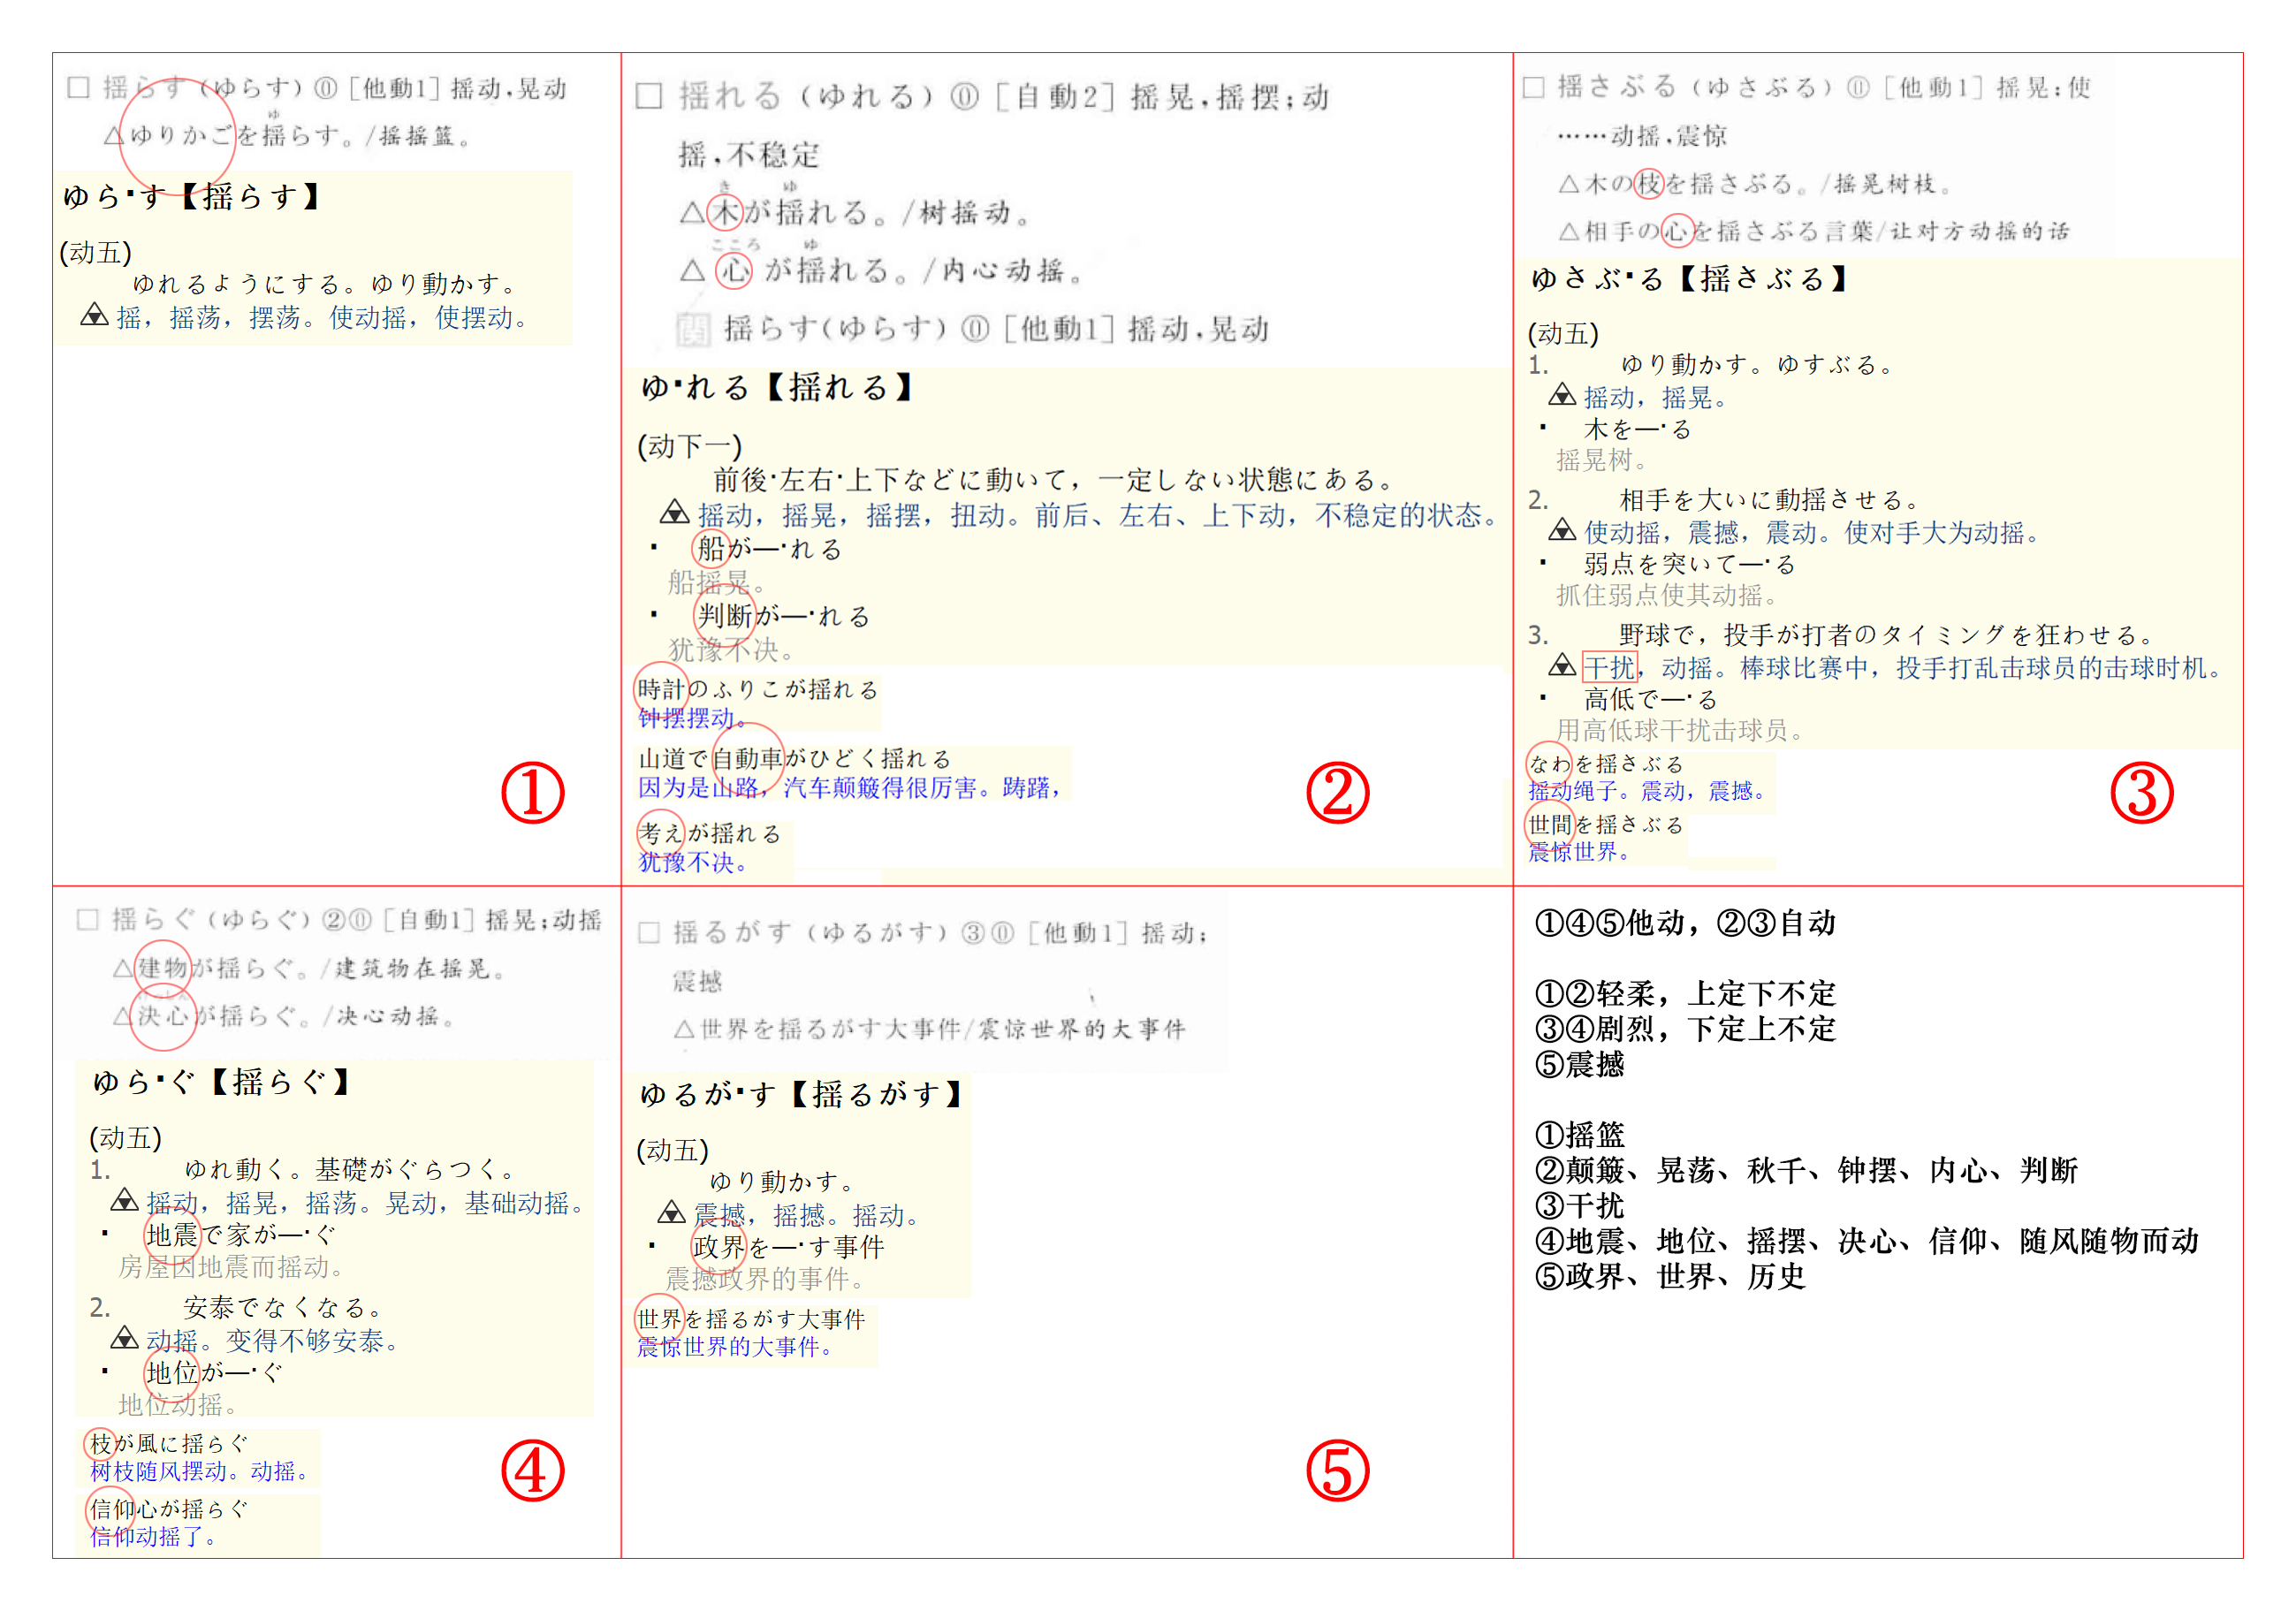 □ 揺らす（ゆらす）⓪［他動1］摇动,晃动
ゆ
△ゆりかごを揺らす。/摇摇篮。
ゆら·す【揺らす】
(动五)
ゆれるようにする。ゆり動かす。
摇，摇荡，摆荡。使动摇，使摆动。
①
□ 揺れる（ゆれる）⓪［自動2］摇晃,摇摆;动
摇,不稳定
き ゆ
△木が揺れる。/树摇动。
こころ ゆ
△心が揺れる。/内心动摇。
関 揺らす(ゆらす)⓪［他動1］摇动,晃动
ゆ·れる【揺れる】
(动下一)
前後·左右·上下などに動いて，一定しない状態にある。
摇动，摇晃，摇摆，扭动。前后、左右、上下动，不稳定的状态。
· 船が—·れる
船摇晃。
· 判断が—·れる
犹豫不决。
時計のふりこが揺れる
钟摆摆动。
山道で自動車がひどく揺れる
因为是山路，汽车颠簸得很厉害。踌躇，
考えが揺れる
犹豫不决。
②
□ 揺さぶる（ゆさぶる）⓪［他動1］摇晃;使
……动摇,震惊
△木の枝を揺さぶる。/摇晃树枝。
△相手の心を揺さぶる言葉/让对方动摇的话
ゆさぶ·る【揺さぶる】
(动五)
1. ゆり動かす。ゆすぶる。
摇动，摇晃。
· 木を—·る
摇晃树。
2. 相手を大いに動揺させる。
使动摇，震撼，震动。使对手大为动摇。
· 弱点を突いて—·る
抓住弱点使其动摇。
3. 野球で，投手が打者のタイミングを狂わせる。
干扰，动摇。棒球比赛中，投手打乱击球员的击球时机。
· 高低で—·る
用高低球干扰击球员。
なわを揺さぶる
摇动绳子。震动，震撼。
世間を揺さぶる
震惊世界。
③
□ 揺らぐ（ゆらぐ）②⓪［自動1］摇晃;动摇
△建物が揺らぐ。/建筑物在摇晃。
けっしん
△決心が揺らぐ。/决心动摇。
ゆら·ぐ【揺らぐ】
(动五)
1. ゆれ動く。基礎がぐらつく。
摇动，摇晃，摇荡。晃动，基础动摇。
· 地震で家が—·ぐ
房屋因地震而摇动。
2. 安泰でなくなる。
动摇。变得不够安泰。
· 地位が—·ぐ
地位动摇。
枝が風に揺らぐ
树枝随风摆动。动摇。
信仰心が揺らぐ
信仰动摇了。
④
□ 揺るがす（ゆるがす）③⓪［他動1］摇动;
震撼
△世界を揺るがす大事件/震惊世界的大事件
ゆるが·す【揺るがす】
(动五)
ゆり動かす。
震撼，摇撼。摇动。
· 政界を—·す事件
震撼政界的事件。
世界を揺るがす大事件
震惊世界的大事件。
⑤
①④⑤他动，②③自动
①②轻柔，上定下不定
③④剧烈，下定上不定
⑤震撼
①摇篮
②颠簸、晃荡、秋千、钟摆、内心、判断
③干扰
④地震、地位、摇摆、决心、信仰、随风随物而动
⑤政界、世界、历史